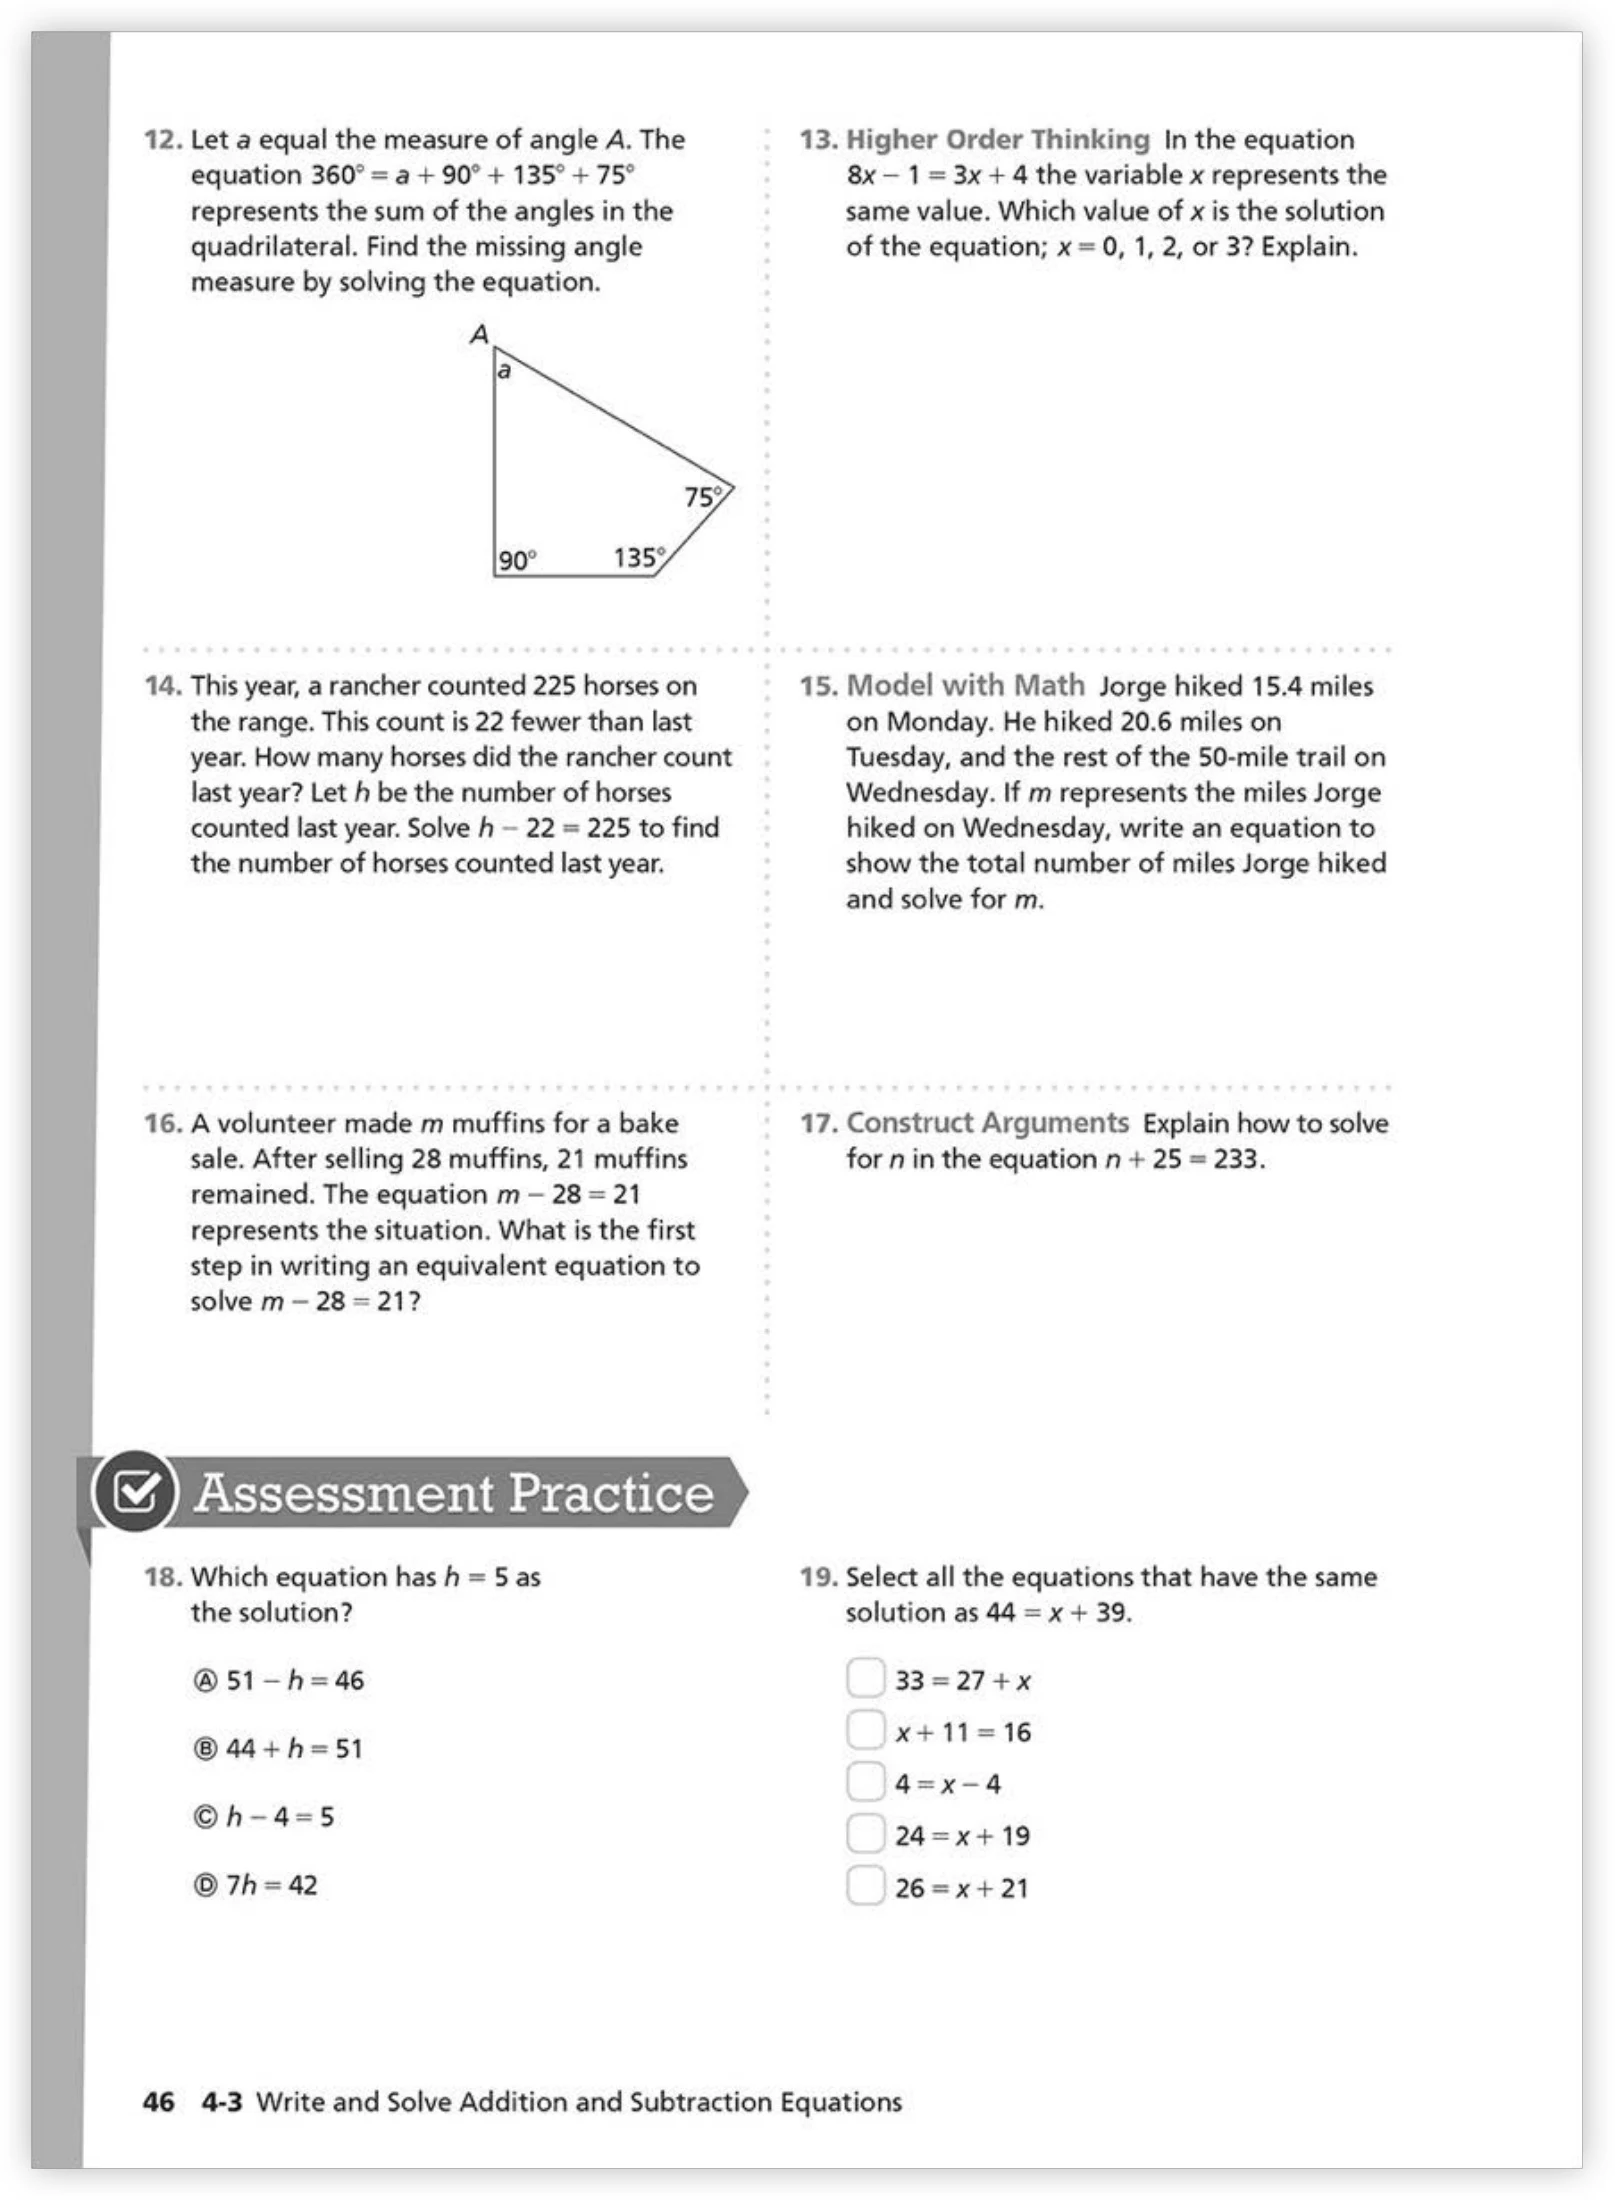 12. Let a equal the measure of angle A. The
equation 360° = a + 90° + 135° + 75°
represents the sum of the angles in the
quadrilateral. Find the missing angle
measure by solving the equation.
A
a
75°
90°
135°
13. Higher Order Thinking In the equation
8x − 1 = 3x + 4 the variable x represents the
same value. Which value of x is the solution
of the equation; x = 0, 1, 2, or 3? Explain.
14. This year, a rancher counted 225 horses on
the range. This count is 22 fewer than last
year. How many horses did the rancher count
last year? Let h be the number of horses
counted last year. Solve h − 22 = 225 to find
the number of horses counted last year.
15. Model with Math Jorge hiked 15.4 miles
on Monday. He hiked 20.6 miles on
Tuesday, and the rest of the 50-mile trail on
Wednesday. If m represents the miles Jorge
hiked on Wednesday, write an equation to
show the total number of miles Jorge hiked
and solve for m.
16. A volunteer made m muffins for a bake
sale. After selling 28 muffins, 21 muffins
remained. The equation m − 28 = 21
represents the situation. What is the first
step in writing an equivalent equation to
solve m − 28 = 21?
17. Construct Arguments Explain how to solve
for n in the equation n + 25 = 233.
Assessment Practice
18. Which equation has h = 5 as
the solution?
Ⓐ 51 − h = 46
Ⓑ 44 + h = 51
Ⓒ h − 4 = 5
Ⓓ 7h = 42
19. Select all the equations that have the same
solution as 44 = x + 39.
33 = 27 + x
x + 11 = 16
4 = x − 4
24 = x + 19
26 = x + 21
46 4-3 Write and Solve Addition and Subtraction Equations